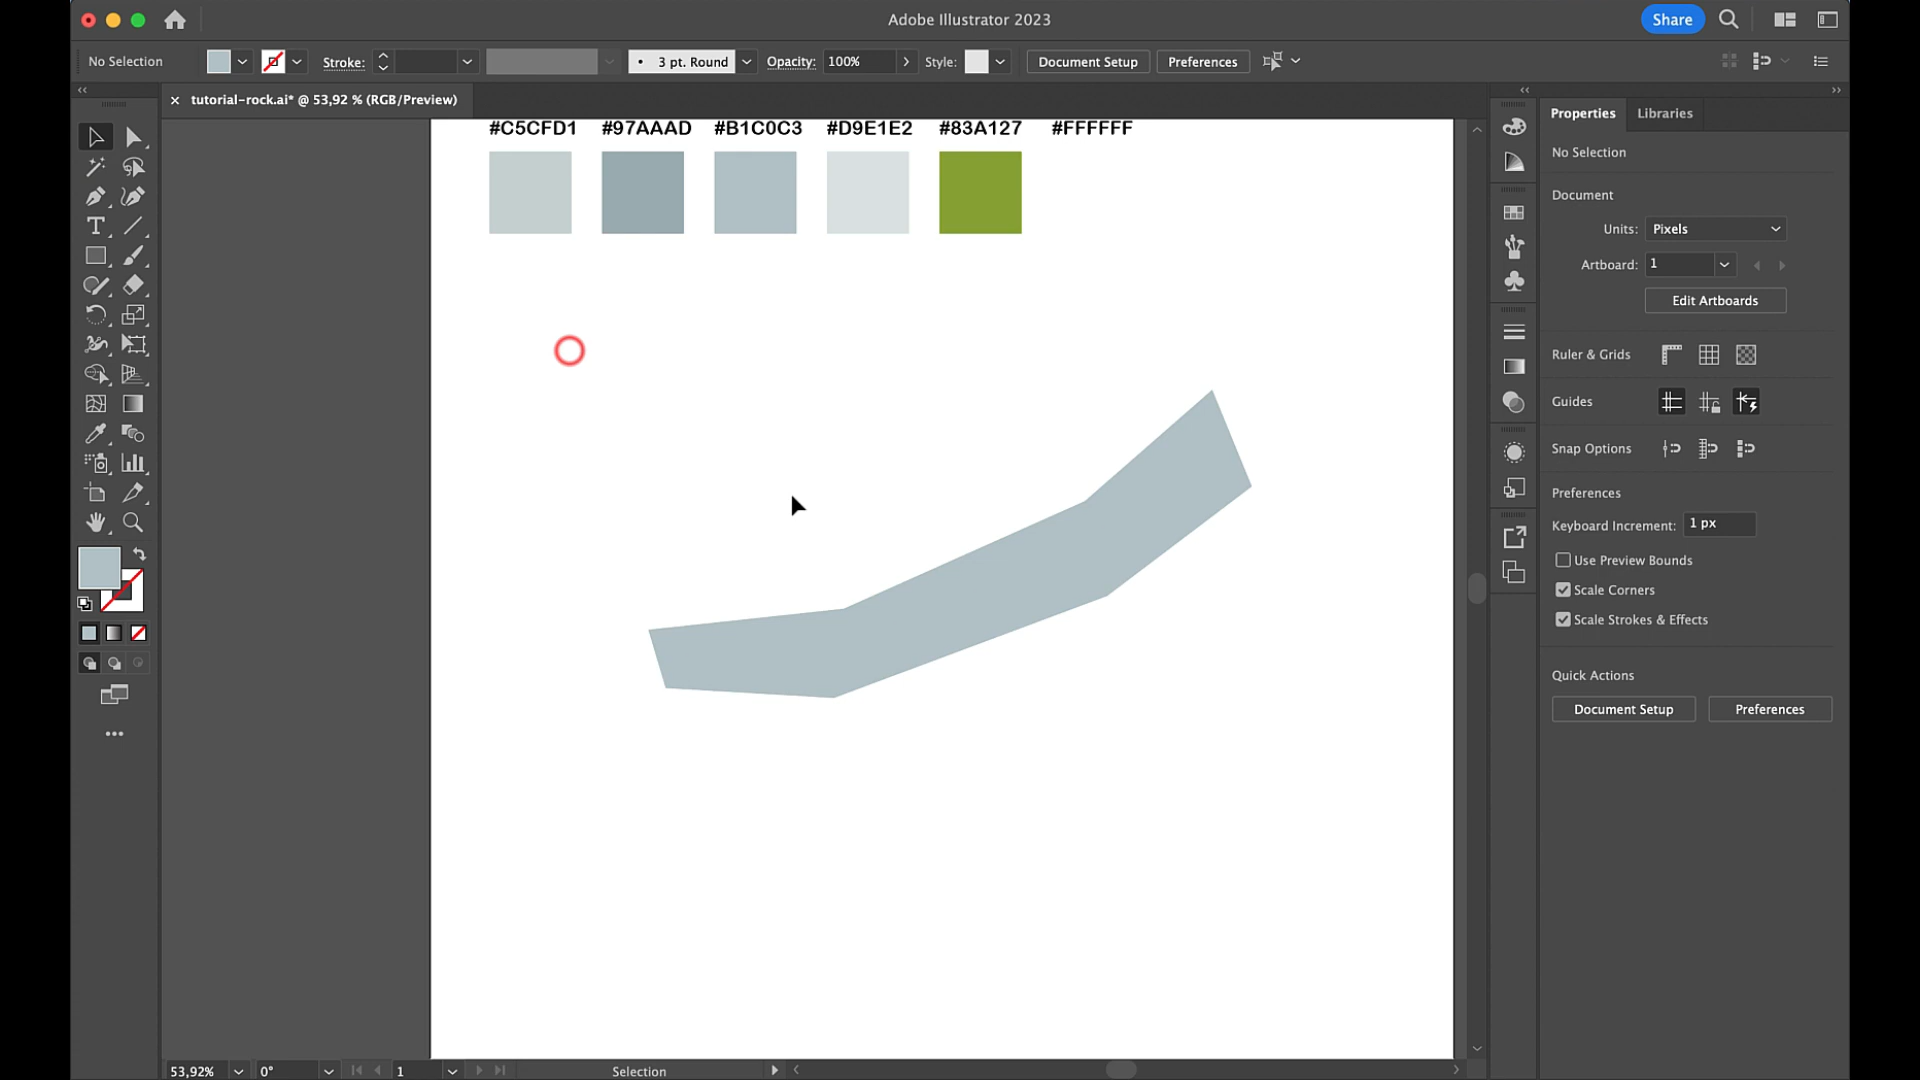 Adobe Illustrator 2023
Share
No Selection
Stroke:
3 pt. Round
Opacity: 100%
Style:
Document Setup
Preferences
× tutorial-rock.ai* @ 53,92 % (RGB/Preview)
#C5CFD1 #97AAAD #B1C0C3 #D9E1E2 #83A127 #FFFFFF
Properties
Libraries
No Selection
Document
Units: Pixels
Artboard: 1
Edit Artboards
Ruler & Grids
Guides
Snap Options
Preferences
Keyboard Increment: 1 px
Use Preview Bounds
Scale Corners
Scale Strokes & Effects
Quick Actions
Document Setup
Preferences
53,92%
0°
1
Selection